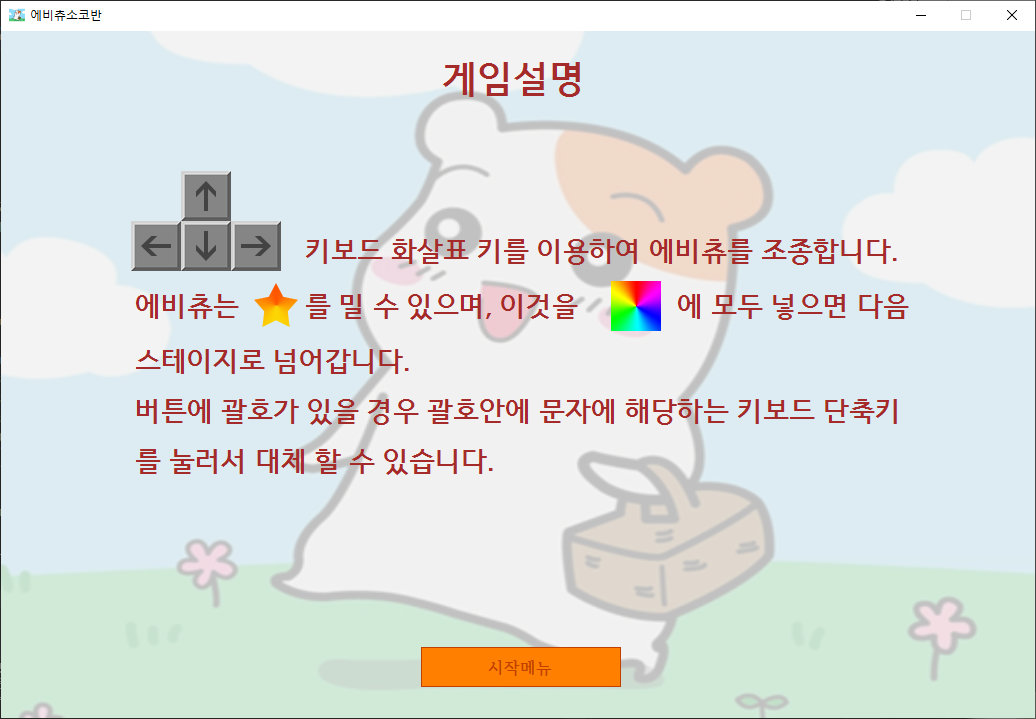 에비츄소코반
게임설명
키보드 화살표 키를 이용하여 에비츄를 조종합니다.
에비츄는 를 밀 수 있으며, 이것을 에 모두 넣으면 다음
스테이지로 넘어갑니다.
버튼에 괄호가 있을 경우 괄호안에 문자에 해당하는 키보드 단축키
를 눌러서 대체 할 수 있습니다.
시작메뉴